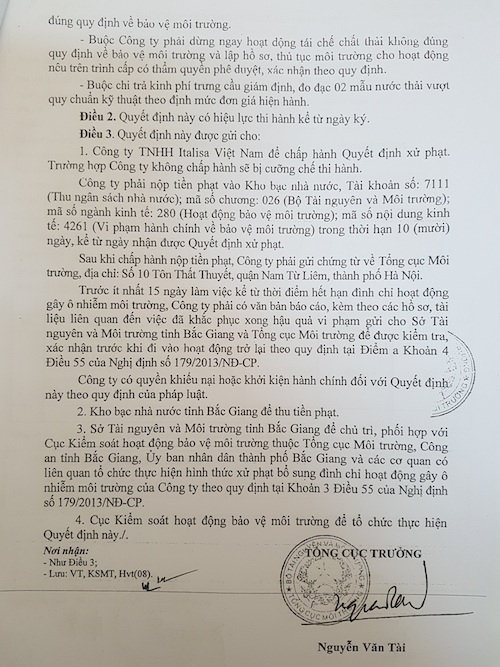 đúng quy định về bảo vệ môi trường.
- Buộc Công ty phải dừng ngay hoạt động tái chế chất thải không đúng
quy định về bảo vệ môi trường và lập hồ sơ, thủ tục môi trường cho hoạt động
nêu trên trình cấp có thẩm quyền phê duyệt, xác nhận theo quy định.
- Buộc chi trả kinh phí trưng cầu giám định, đo đạc 02 mẫu nước thải vượt
quy chuẩn kỹ thuật theo định mức đơn giá hiện hành.
Điều 2. Quyết định này có hiệu lực thi hành kể từ ngày ký.
Điều 3. Quyết định này được gửi cho:
1. Công ty TNHH Italisa Việt Nam để chấp hành Quyết định xử phạt.
Trường hợp Công ty không chấp hành sẽ bị cưỡng chế thi hành.
Công ty phải nộp tiền phạt vào Kho bạc nhà nước, Tài khoản số: 7111
(Thu ngân sách nhà nước); mã số chương: 026 (Bộ Tài nguyên và Môi trường);
mã số ngành kinh tế: 280 (Hoạt động bảo vệ môi trường); mã số nội dung kinh
tế: 4261 (Vi phạm hành chính về bảo vệ môi trường) trong thời hạn 10 (mười)
ngày, kể từ ngày nhận được Quyết định xử phạt.
Sau khi chấp hành nộp tiền phạt, Công ty phải gửi chứng từ về Tổng cục Môi
trường, địa chỉ: Số 10 Tôn Thất Thuyết, quận Nam Từ Liêm, thành phố Hà Nội.
Trước ít nhất 15 ngày làm việc kể từ thời điểm hết hạn đình chỉ hoạt động
gây ô nhiễm môi trường, Công ty phải có văn bản báo cáo, kèm theo các hồ sơ, tài
liệu liên quan đến việc đã khắc phục xong hậu quả vi phạm gửi cho Sở Tài
nguyên và Môi trường tỉnh Bắc Giang và Tổng cục Môi trường để được kiểm tra,
xác nhận trước khi đi vào hoạt động trở lại theo quy định tại Điểm a Khoản 4
Điều 55 của Nghị định số 179/2013/NĐ-CP.
Công ty có quyền khiếu nại hoặc khởi kiện hành chính đối với Quyết định
này theo quy định của pháp luật.
2. Kho bạc nhà nước tỉnh Bắc Giang để thu tiền phạt.
3. Sở Tài nguyên và Môi trường tỉnh Bắc Giang để chủ trì, phối hợp với
Cục Kiểm soát hoạt động bảo vệ môi trường thuộc Tổng cục Môi trường, Công
an tỉnh Bắc Giang, Ủy ban nhân dân thành phố Bắc Giang và các cơ quan có
liên quan tổ chức thực hiện hình thức xử phạt bổ sung đình chỉ hoạt động gây ô
nhiễm môi trường của Công ty theo quy định tại Khoản 3 Điều 55 của Nghị định
số 179/2013/NĐ-CP.
4. Cục Kiểm soát hoạt động bảo vệ môi trường để tổ chức thực hiện
Quyết định này./.
Nơi nhận:
- Như Điều 3;
- Lưu: VT, KSMT, Hvt(08).
TỔNG CỤC TRƯỞNG
Nguyễn Văn Tài